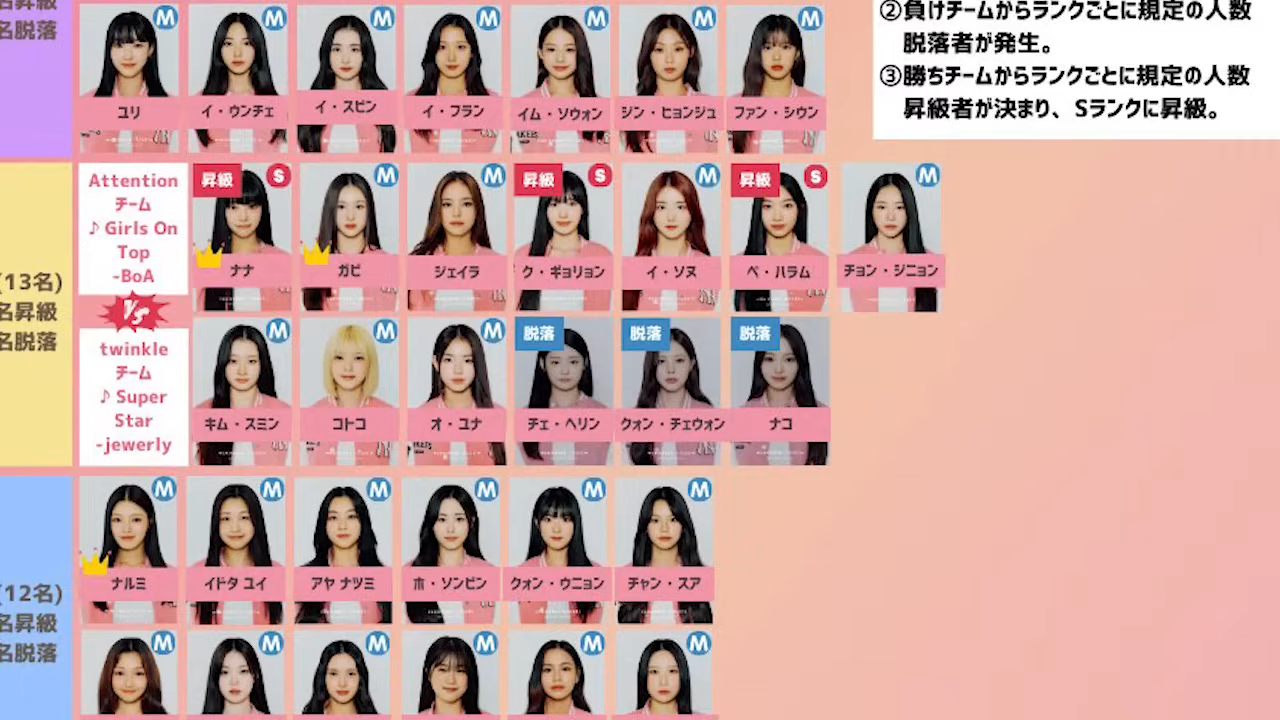 名昇級
名脱落
②負けチームからランクごとに規定の人数
脱落者が発生。
③勝ちチームからランクごとに規定の人数
昇級者が決まり、Sランクに昇級。
M M M M M M M
ユリ イ・ウンチェ イ・スビン イ・フラン イム・ソウォン ジン・ヒョンジュ ファン・シウン
(13名)
名昇級
名脱落
Attention
チーム
♪Girls On
Top
-BoA
昇級 S M M 昇級 S M 昇級 S M
ナナ ガビ ジェイラ ク・ギョリョン イ・ソヌ ペ・ハラム チョン・ジニョン
VS
twinkle
チーム
♪Super
Star
-jewerly
M M M 脱落 脱落 脱落
キム・スミン コトコ オ・ユナ チェ・ヘリン クォン・チェウォン ナコ
(12名)
名昇級
名脱落
M M M M M M
ナルミ イドタ ユイ アヤ ナツミ ホ・ソンビン クォン・ウニョン チャン・スア
M M M M M M